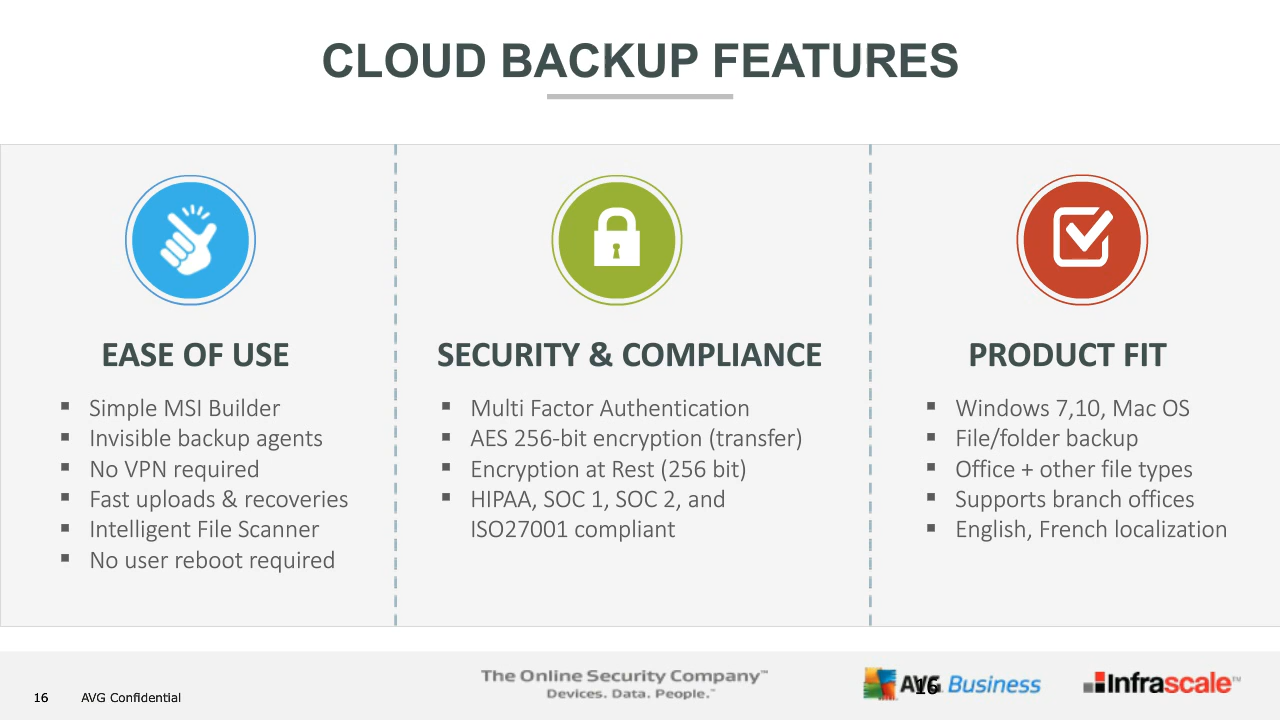 CLOUD BACKUP FEATURES
EASE OF USE
▪ Simple MSI Builder
▪ Invisible backup agents
▪ No VPN required
▪ Fast uploads & recoveries
▪ Intelligent File Scanner
▪ No user reboot required
SECURITY & COMPLIANCE
▪ Multi Factor Authentication
▪ AES 256-bit encryption (transfer)
▪ Encryption at Rest (256 bit)
▪ HIPAA, SOC 1, SOC 2, and
ISO27001 compliant
PRODUCT FIT
▪ Windows 7,10, Mac OS
▪ File/folder backup
▪ Office + other file types
▪ Supports branch offices
▪ English, French localization
16 AVG Confidential
The Online Security Company™
Devices. Data. People.™
AVG Business
16
Infrascale™